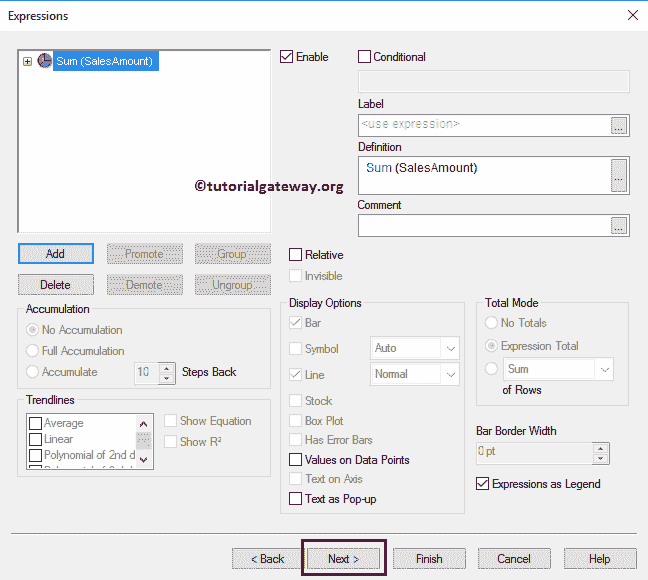 Expressions
Sum (SalesAmount)
Enable
Conditional
Label
<use expression>
...
Definition
Sum (SalesAmount)
...
©tutorialgateway.org
Comment
...
Add
Promote
Group
Delete
Demote
Ungroup
Relative
Invisible
Accumulation
No Accumulation
Full Accumulation
Accumulate
10
Steps Back
Trendlines
Average
Linear
Polynomial of 2nd d
Show Equation
Show R²
Display Options
Bar
Symbol
Auto
Line
Normal
Stock
Box Plot
Has Error Bars
Values on Data Points
Text on Axis
Text as Pop-up
Total Mode
No Totals
Expression Total
Sum
of Rows
Bar Border Width
0 pt
Expressions as Legend
< Back
Next >
Finish
Cancel
Help